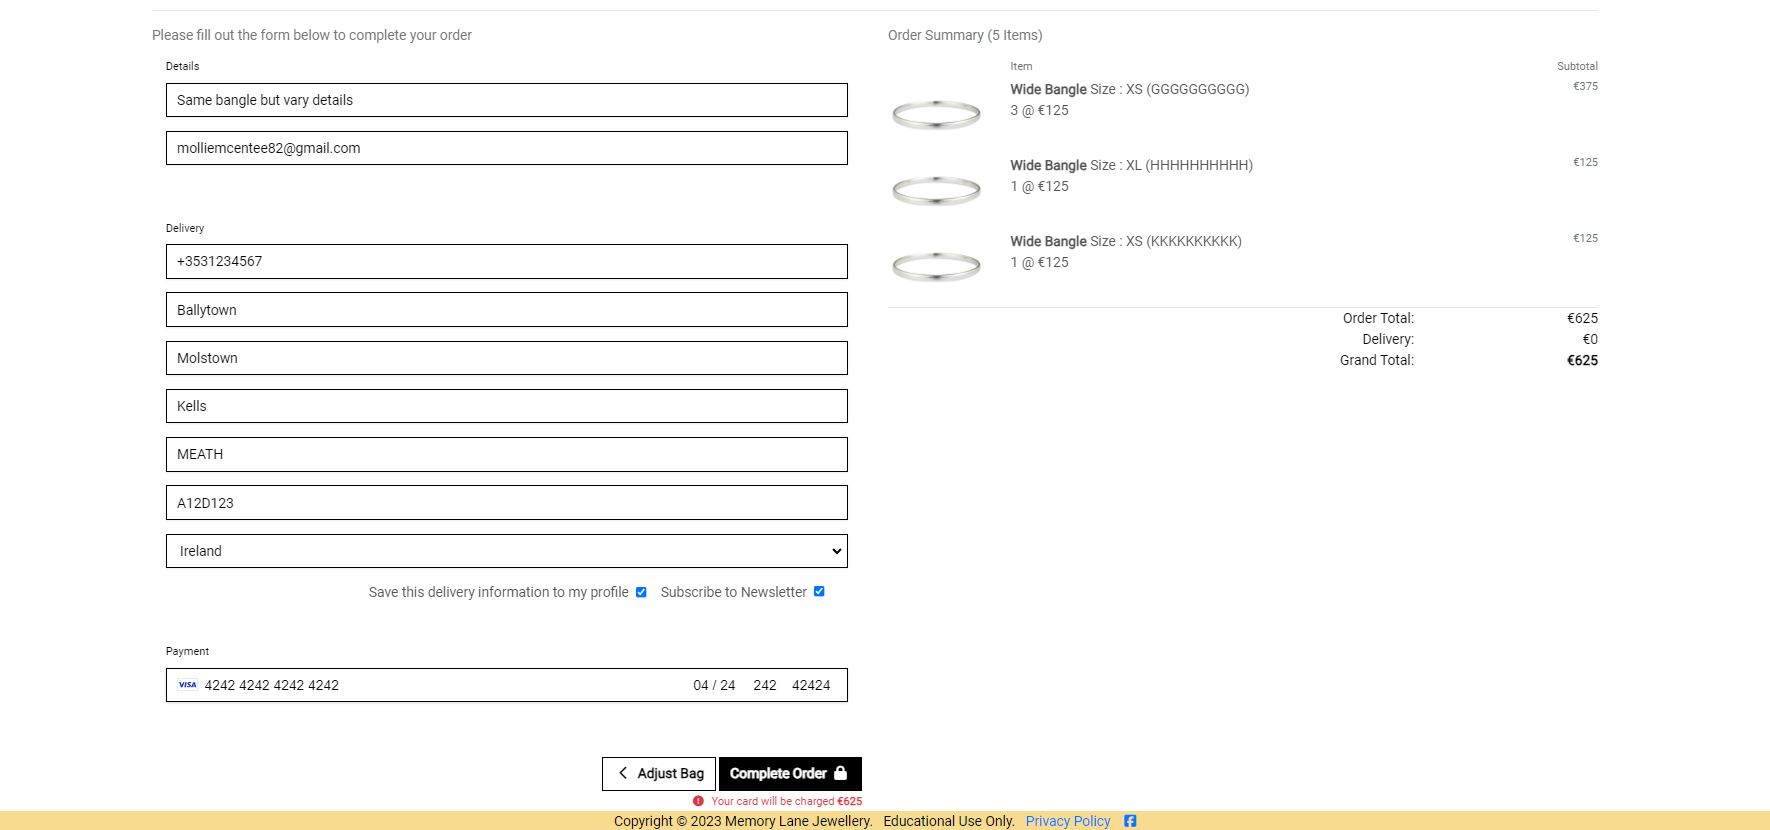 Please fill out the form below to complete your order
Details
Same bangle but vary details
molliemcentee82@gmail.com
Delivery
+3531234567
Ballytown
Molstown
Kells
MEATH
A12D123
Ireland
Save this delivery information to my profile Subscribe to Newsletter
Payment
VISA 4242 4242 4242 4242 04 / 24 242 42424
Adjust Bag Complete Order
Your card will be charged €625
Order Summary (5 Items)
Item Subtotal
Wide Bangle Size : XS (GGGGGGGGGG) €375
3 @ €125
Wide Bangle Size : XL (HHHHHHHHHH) €125
1 @ €125
Wide Bangle Size : XS (KKKKKKKKKK) €125
1 @ €125
Order Total: €625
Delivery: €0
Grand Total: €625
Copyright © 2023 Memory Lane Jewellery. Educational Use Only. Privacy Policy